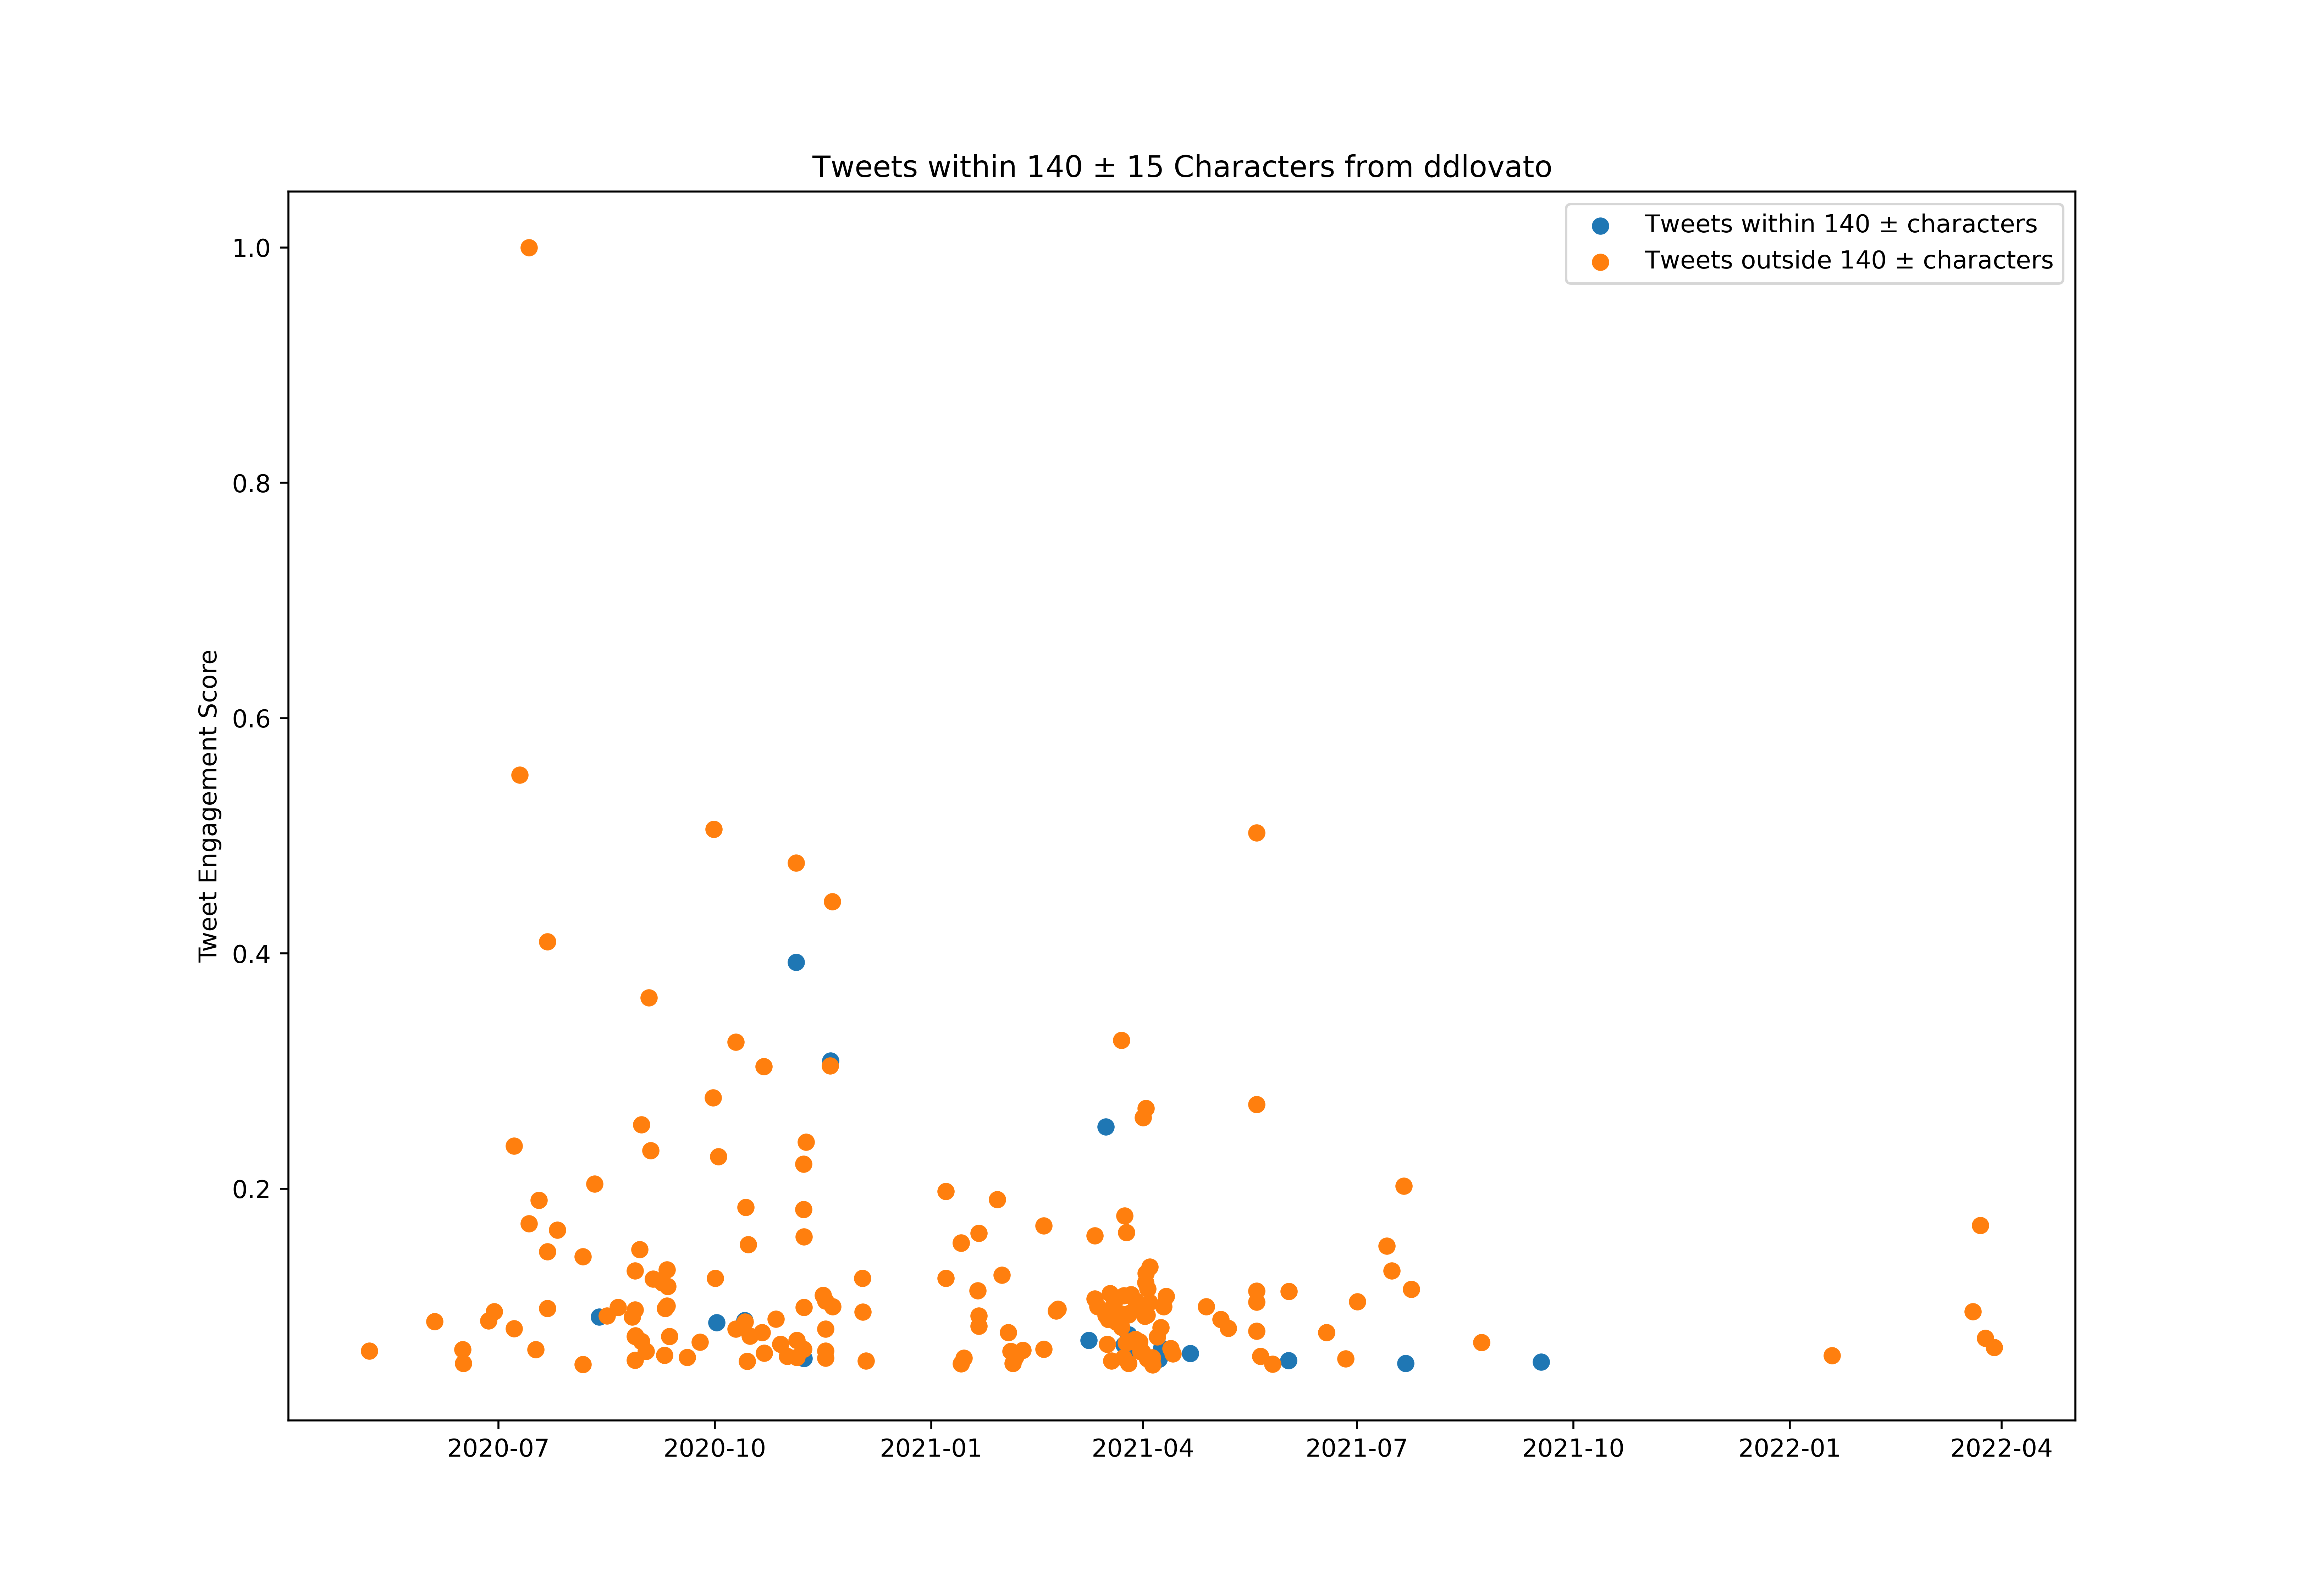 Tweets within 140 ± 15 Characters from ddlovato
Tweets within 140 ± characters
Tweets outside 140 ± characters
Tweet Engagement Score
1.0
0.8
0.6
0.4
0.2
2020-07 2020-10 2021-01 2021-04 2021-07 2021-10 2022-01 2022-04